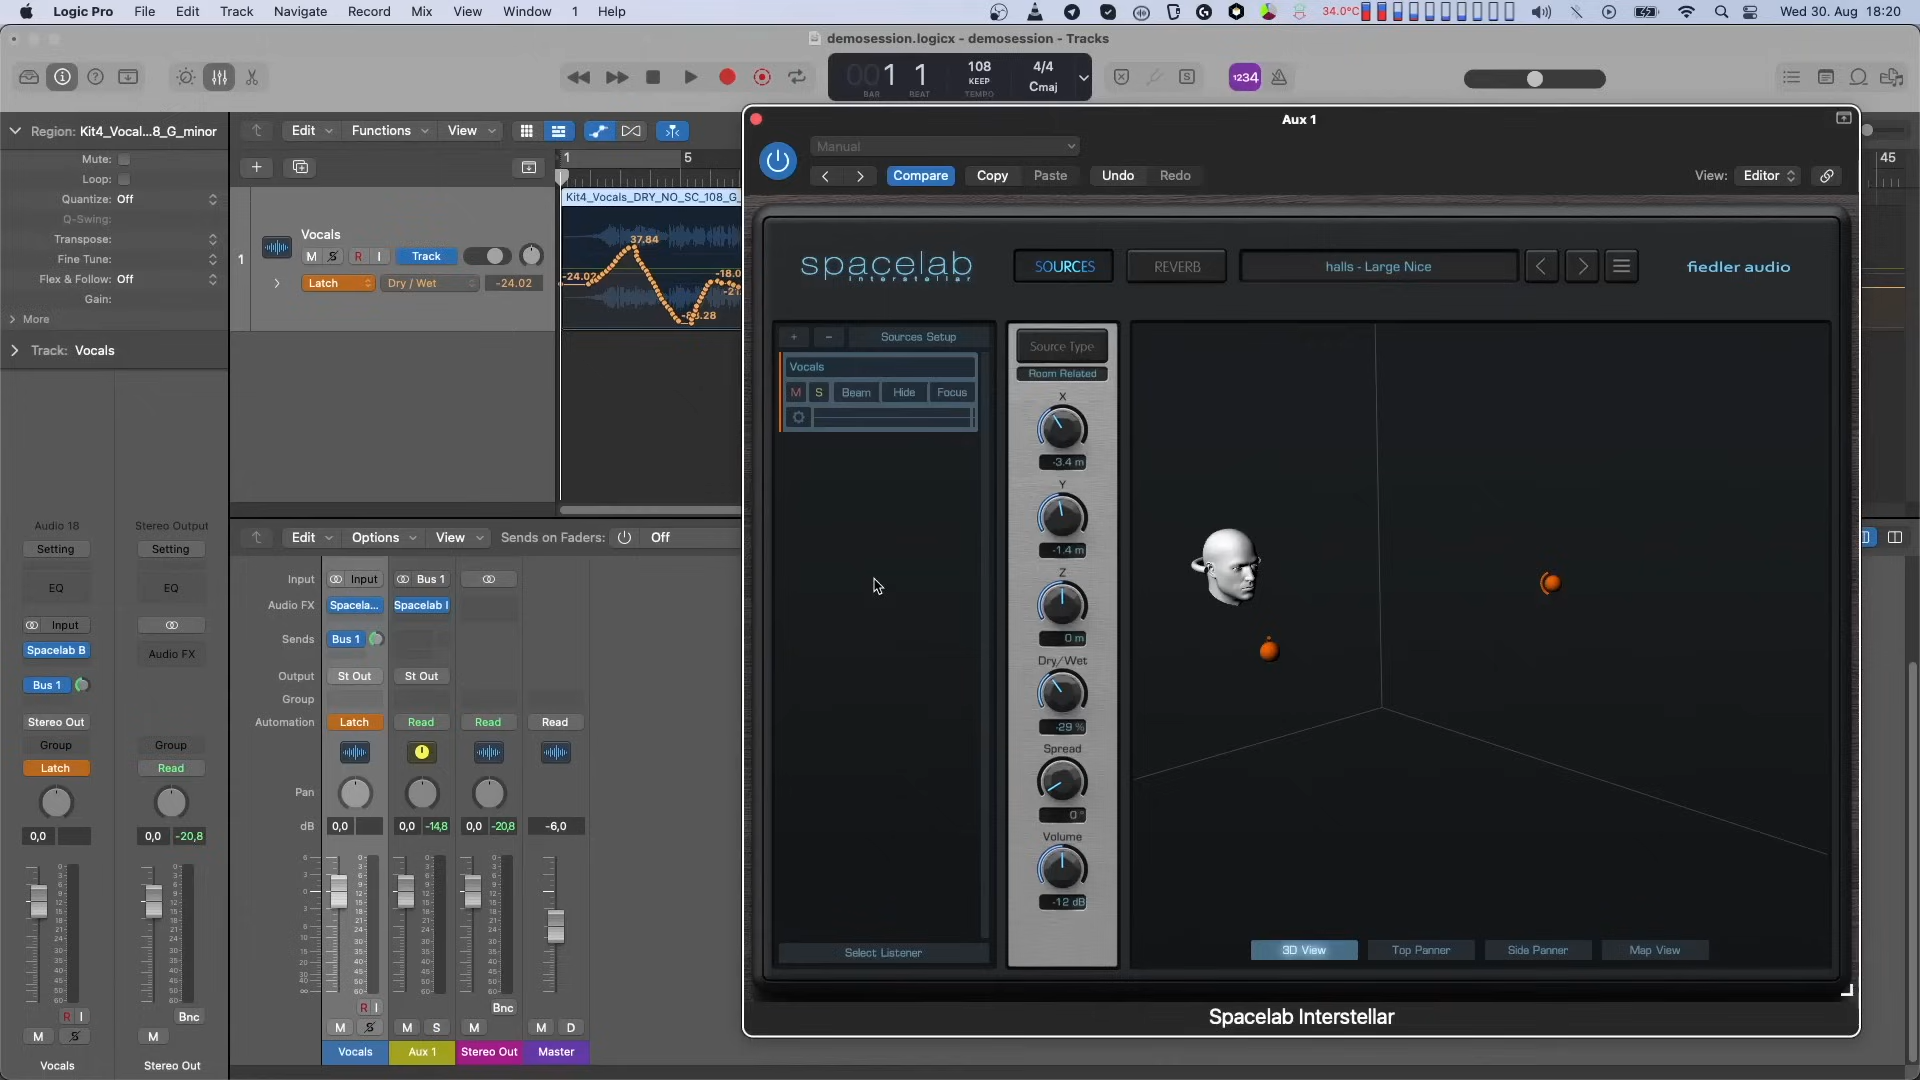 Logic Pro File Edit Track Navigate Record Mix View Window 1 Help 34.0°C Wed 30. Aug 18:20
demosession.logicx - demosession - Tracks
1 1 108 4/4
KEEP Cmaj
BAR BEAT TEMPO
1234
Region: Kit4_Vocal...8_G_minor
Mute:
Loop:
Quantize: Off
Q-Swing:
Transpose:
Fine Tune:
Flex & Follow: Off
Gain:
More
Track: Vocals
Edit Functions View
1 5 45
1 Vocals
M S R I Track
Latch Dry / Wet -24.02
Kit4_Vocals_DRY_NO_SC_108_G_
37.84
-24.02
-18.0
Aux 1
Manual
Compare Copy Paste Undo Redo View: Editor
spacelab
interstellar
SOURCES REVERB halls - Large Nice fiedler audio
+ - Sources Setup
Vocals
M S Beam Hide Focus
Select Listener
Source Type
Room Related
X
-3.4 m
Y
-1.4 m
Z
0 m
Dry/Wet
-29 %
Spread
0 °
Volume
-12 dB
3D View Top Panner Side Panner Map View
Spacelab Interstellar
Edit Options View Sends on Faders: Off
Input Input Bus 1
Audio FX Spacela... Spacelab I
Sends Bus 1
Output St Out St Out
Group
Automation Latch Read Read Read
Pan
dB 0,0 0,0 -14,8 0,0 -20,8 -6,0
R I Bnc
M S M S M M D
Vocals Aux 1 Stereo Out Master
Audio 18 Stereo Output
Setting Setting
EQ EQ
Input
Spacelab B Audio FX
Bus 1
Stereo Out
Group Group
Latch Read
0,0 0,0 -20,8
R I Bnc
M S M
Vocals Stereo Out